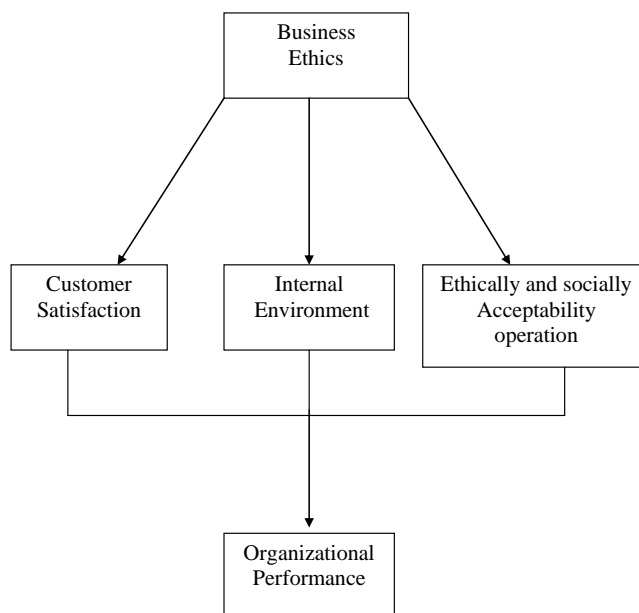 Business
Ethics
Customer
Satisfaction
Internal
Environment
Ethically and socially
Acceptability
operation
Organizational
Performance